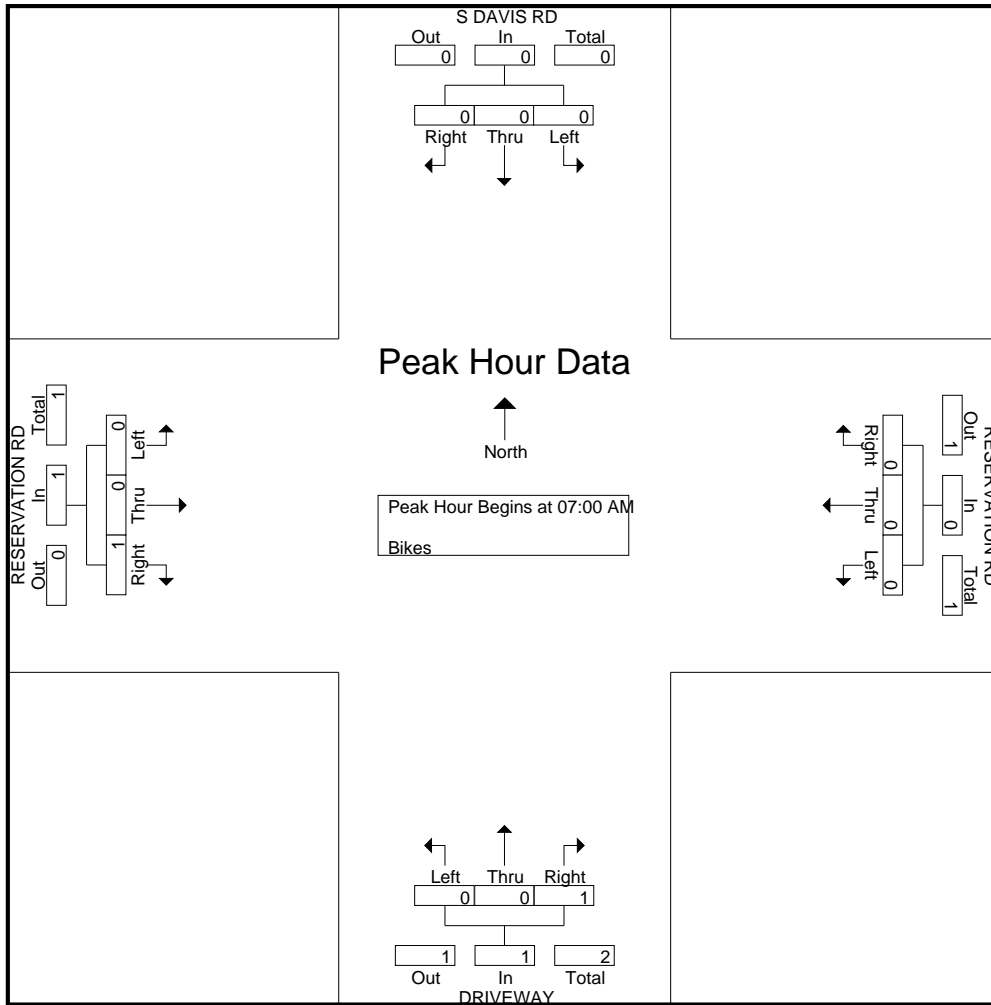 S DAVIS RD
Out In Total
0 0 0
0 0 0
Right Thru Left
Peak Hour Data
North
Peak Hour Begins at 07:00 AM
Bikes
RESERVATION RD
Total In Out
1 1 0
0 0 1
Left Thru Right
RESERVATION RD
Out In Total
1 0 1
Right Thru Left
0 0 0
Left Thru Right
0 0 1
1 1 2
Out In Total
DRIVEWAY